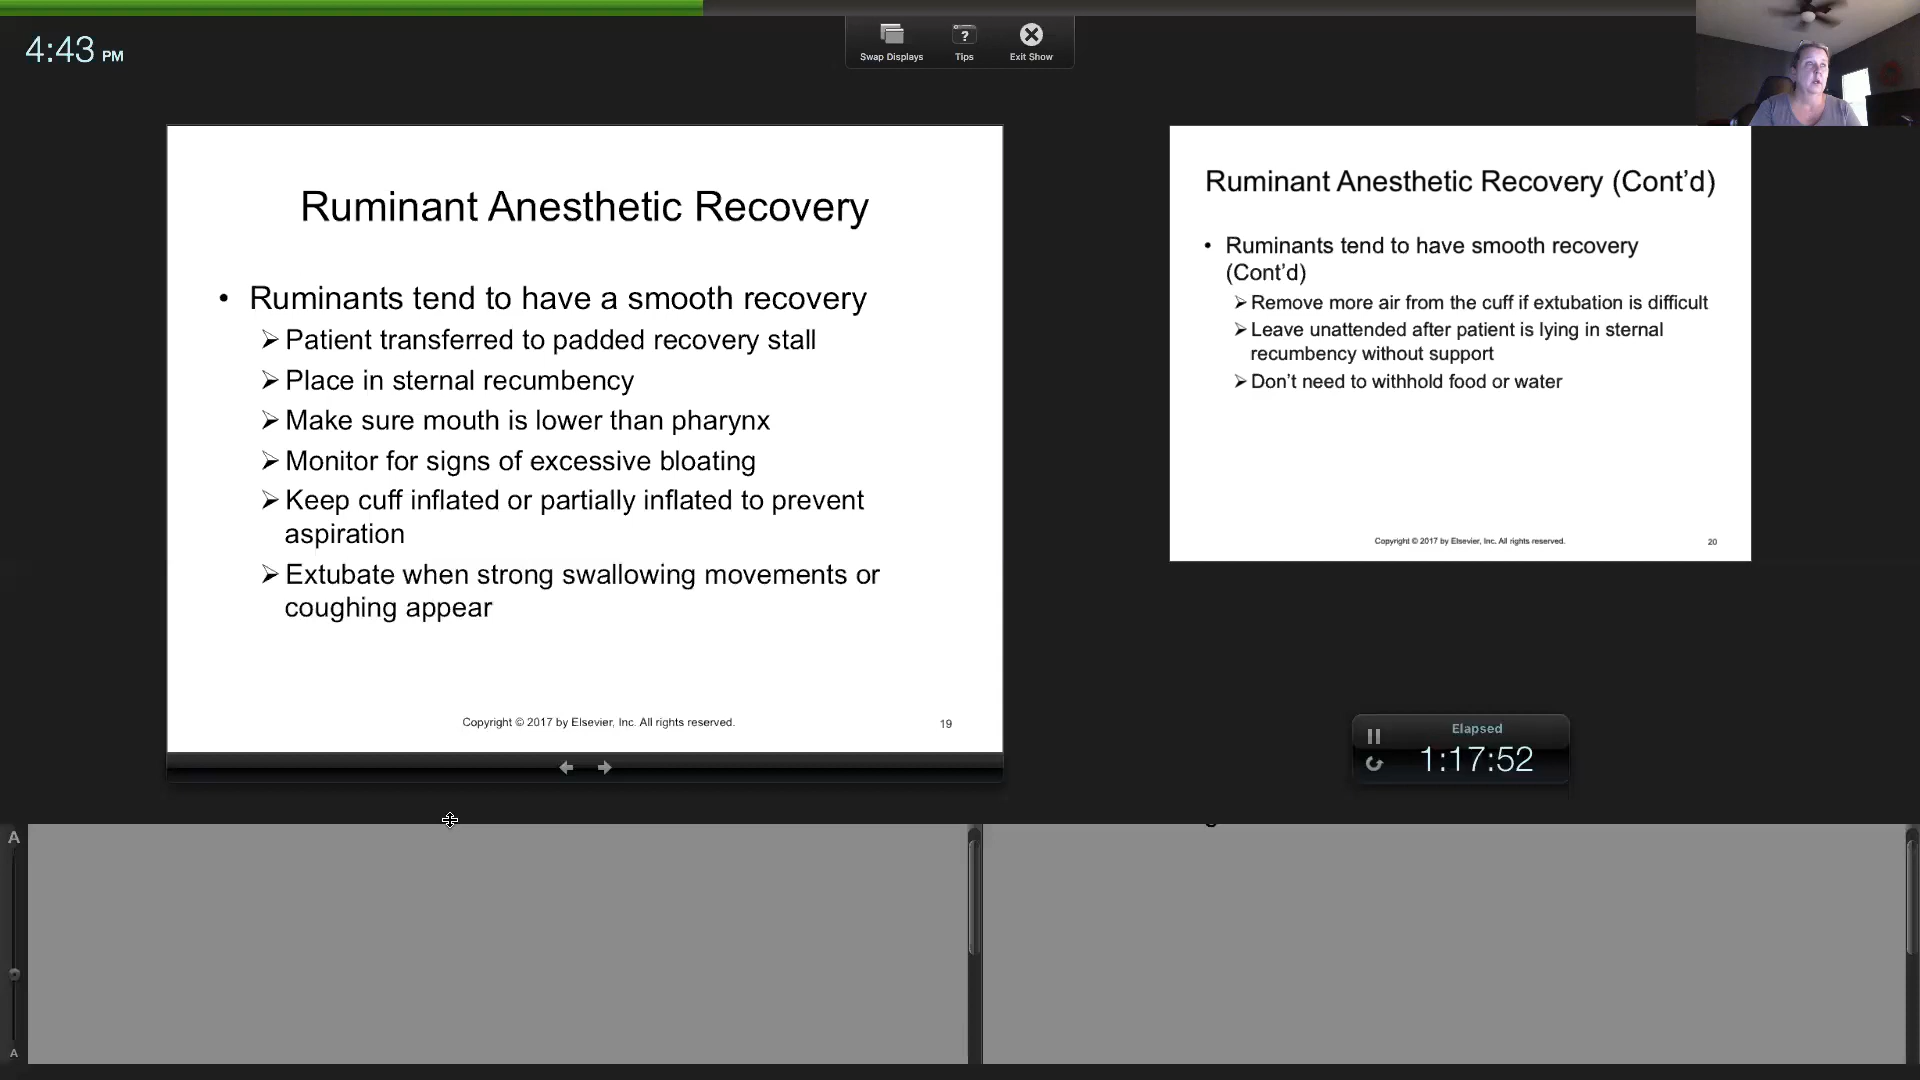 4:43 PM
Swap Displays
Tips
Exit Show
Ruminant Anesthetic Recovery
• Ruminants tend to have a smooth recovery
➢ Patient transferred to padded recovery stall
➢ Place in sternal recumbency
➢ Make sure mouth is lower than pharynx
➢ Monitor for signs of excessive bloating
➢ Keep cuff inflated or partially inflated to prevent
aspiration
➢ Extubate when strong swallowing movements or
coughing appear
Copyright © 2017 by Elsevier, Inc. All rights reserved.
19
Ruminant Anesthetic Recovery (Cont'd)
• Ruminants tend to have smooth recovery
(Cont'd)
➢ Remove more air from the cuff if extubation is difficult
➢ Leave unattended after patient is lying in sternal
recumbency without support
➢ Don't need to withhold food or water
Copyright © 2017 by Elsevier, Inc. All rights reserved.
20
Elapsed
1:17:52
A
A